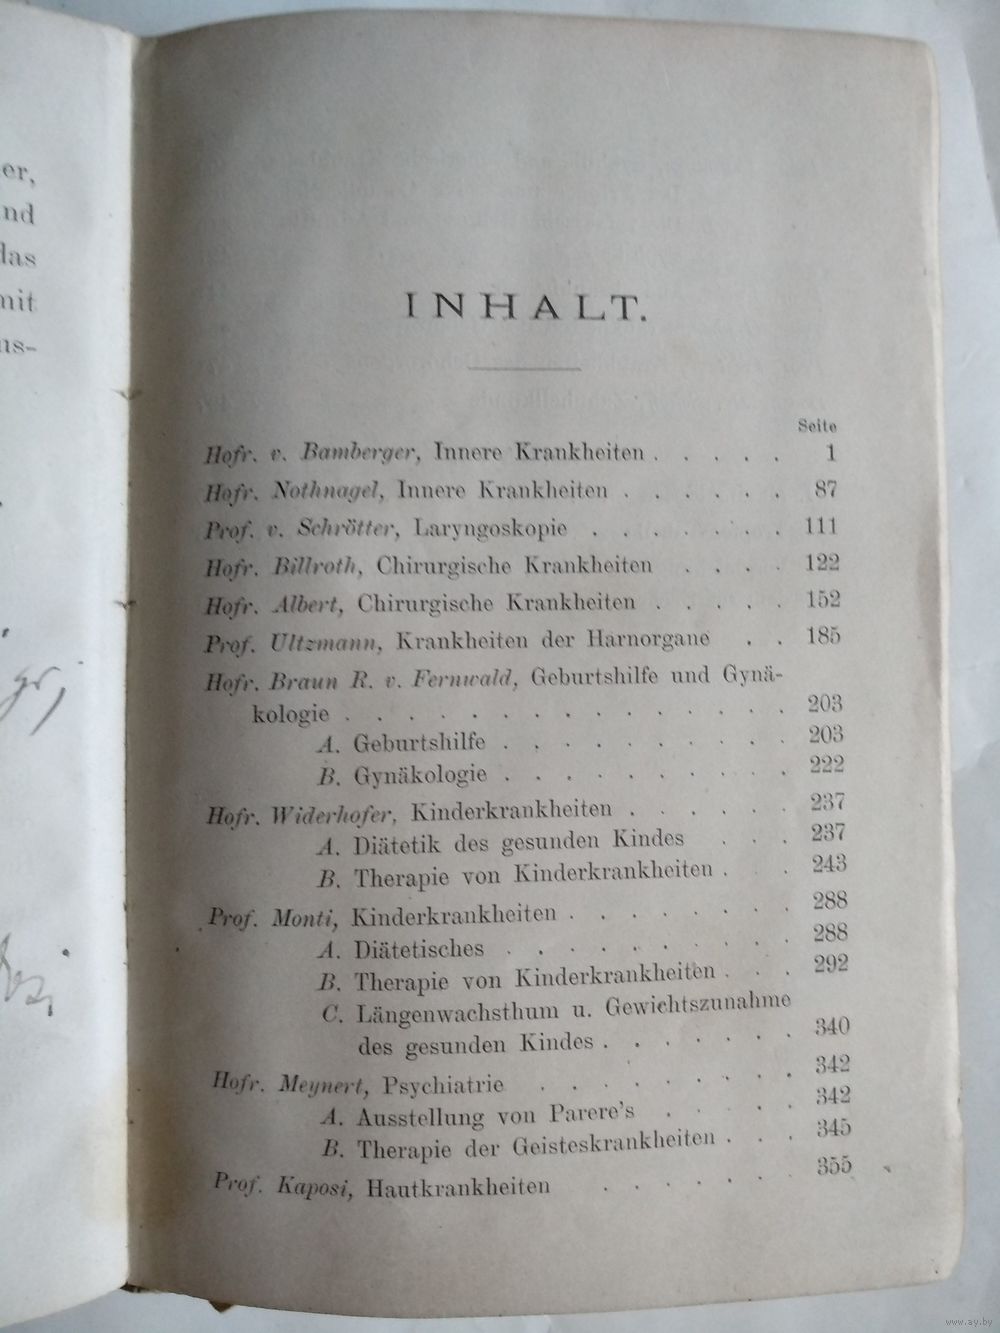 er,
nd
das
mit
us-
INHALT.
Seite
Hofr. v. Bamberger, Innere Krankheiten . . . . . 1
Hofr. Nothnagel, Innere Krankheiten . . . . . . 87
Prof. v. Schrötter, Laryngoskopie . . . . . . . 111
Hofr. Billroth, Chirurgische Krankheiten . . . . 122
Hofr. Albert, Chirurgische Krankheiten . . . . . 152
Prof. Ultzmann, Krankheiten der Harnorgane . . 185
Hofr. Braun R. v. Fernwald, Geburtshilfe und Gynä-
kologie . . . . . . . . . . . . . . . 203
A. Geburtshilfe . . . . . . . . . . 203
B. Gynäkologie . . . . . . . . . . 222
Hofr. Widerhofer, Kinderkrankheiten . . . . . . 237
A. Diätetik des gesunden Kindes . . . 237
B. Therapie von Kinderkrankheiten . . . 243
Prof. Monti, Kinderkrankheiten . . . . . . . . 288
A. Diätetisches . . . . . . . . . . 288
B. Therapie von Kinderkrankheiten . . . 292
C. Längenwachsthum u. Gewichtszunahme
des gesunden Kindes . . . . . . . 340
Hofr. Meynert, Psychiatrie . . . . . . . . . 342
A. Ausstellung von Parere's . . . . . 342
B. Therapie der Geisteskrankheiten . . . 345
Prof. Kaposi, Hautkrankheiten . . . . . . . 355
www.ay.by